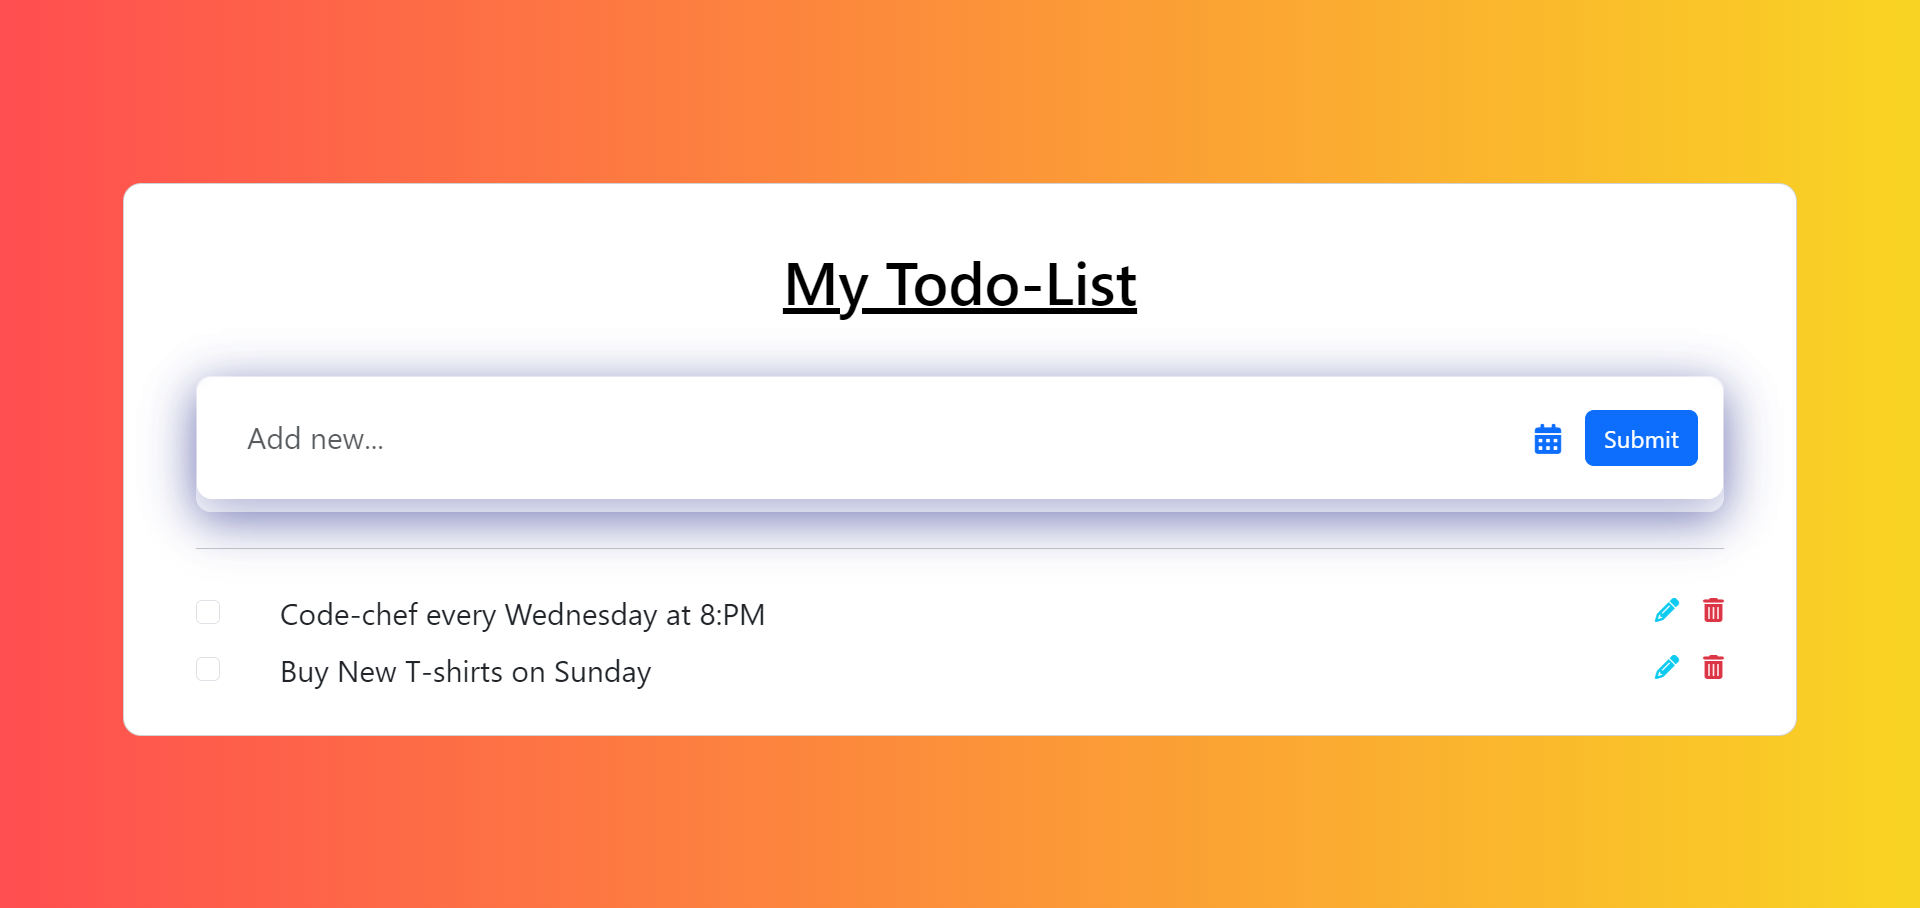 My Todo-List
Add new...
Submit
Code-chef every Wednesday at 8:PM
Buy New T-shirts on Sunday